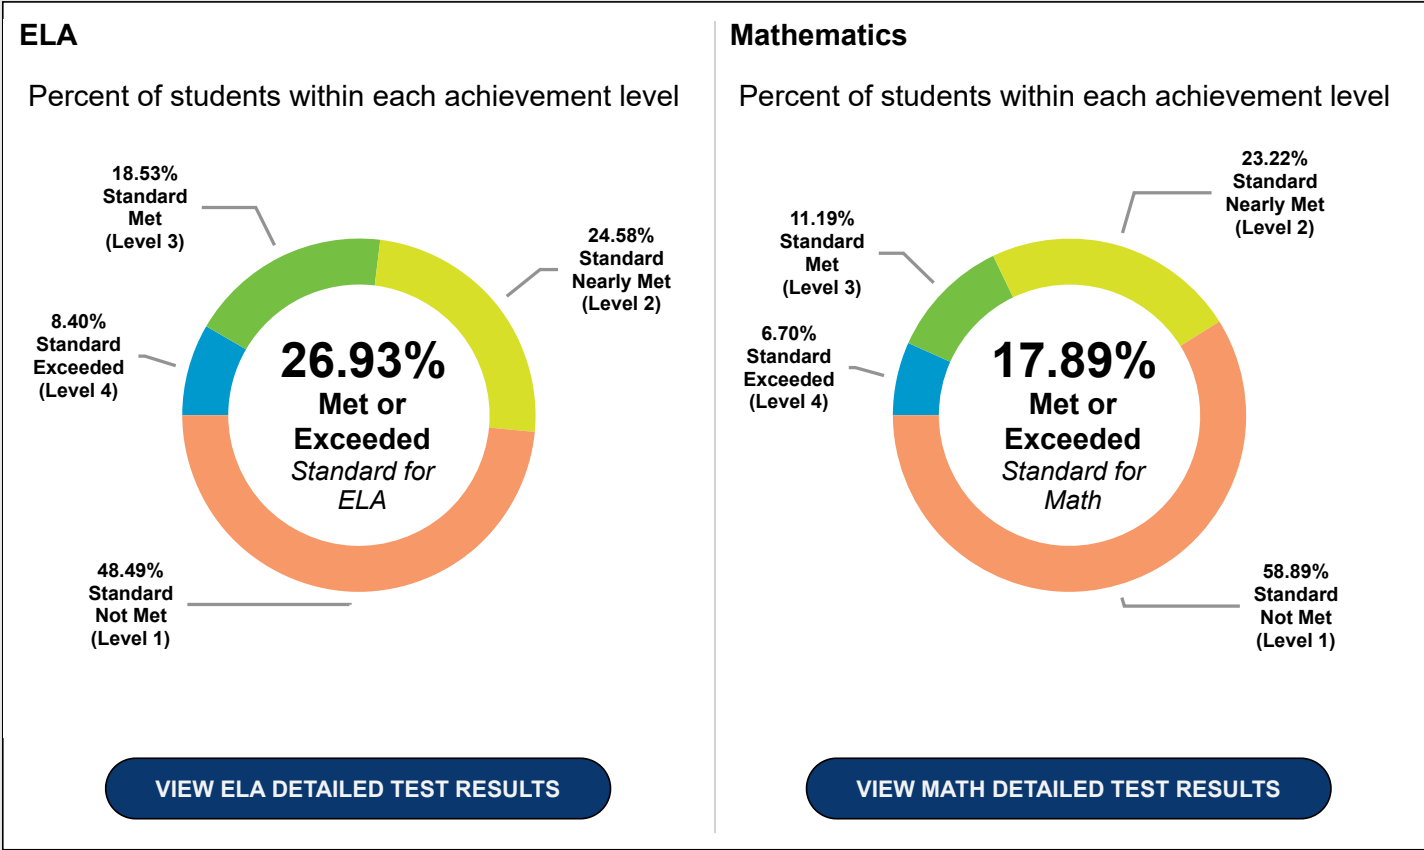 ELA
Percent of students within each achievement level
18.53%
Standard
Met
(Level 3)
24.58%
Standard
Nearly Met
(Level 2)
8.40%
Standard
Exceeded
(Level 4)
26.93%
Met or
Exceeded
Standard for
ELA
48.49%
Standard
Not Met
(Level 1)
VIEW ELA DETAILED TEST RESULTS
Mathematics
Percent of students within each achievement level
23.22%
Standard
Nearly Met
(Level 2)
11.19%
Standard
Met
(Level 3)
6.70%
Standard
Exceeded
(Level 4)
17.89%
Met or
Exceeded
Standard for
Math
58.89%
Standard
Not Met
(Level 1)
VIEW MATH DETAILED TEST RESULTS